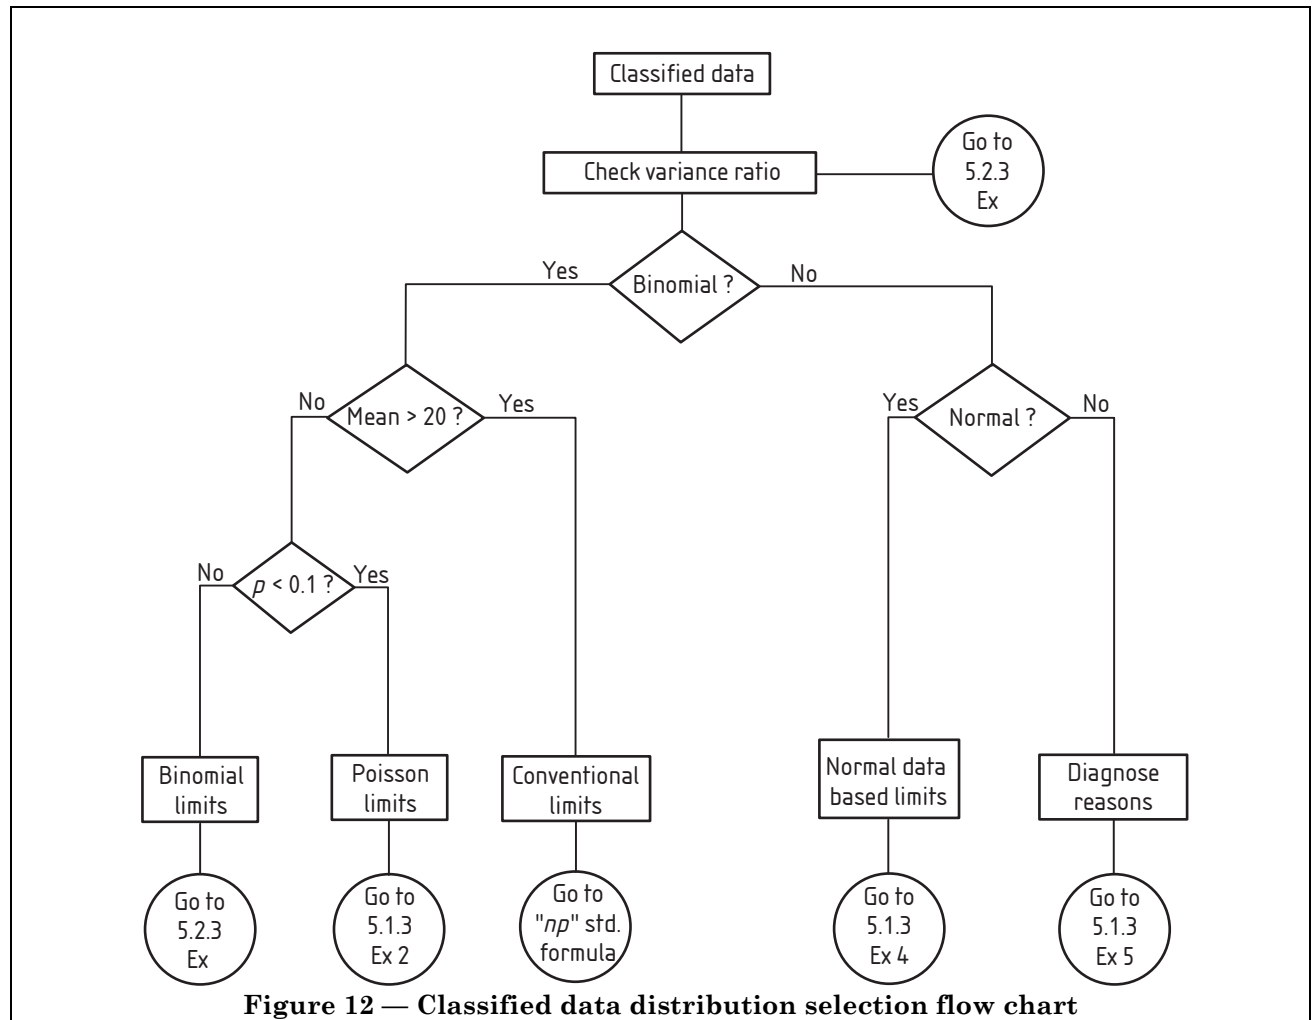 Classified data
Check variance ratio
Go to
5.2.3
Ex
Yes
Binomial ?
No
No
Mean > 20 ?
Yes
Yes
Normal ?
No
No
p < 0.1 ?
Yes
Binomial
limits
Poisson
limits
Conventional
limits
Normal data
based limits
Diagnose
reasons
Go to
5.2.3
Ex
Go to
5.1.3
Ex 2
Go to
"np" std.
formula
Go to
5.1.3
Ex 4
Go to
5.1.3
Ex 5
Figure 12 — Classified data distribution selection flow chart